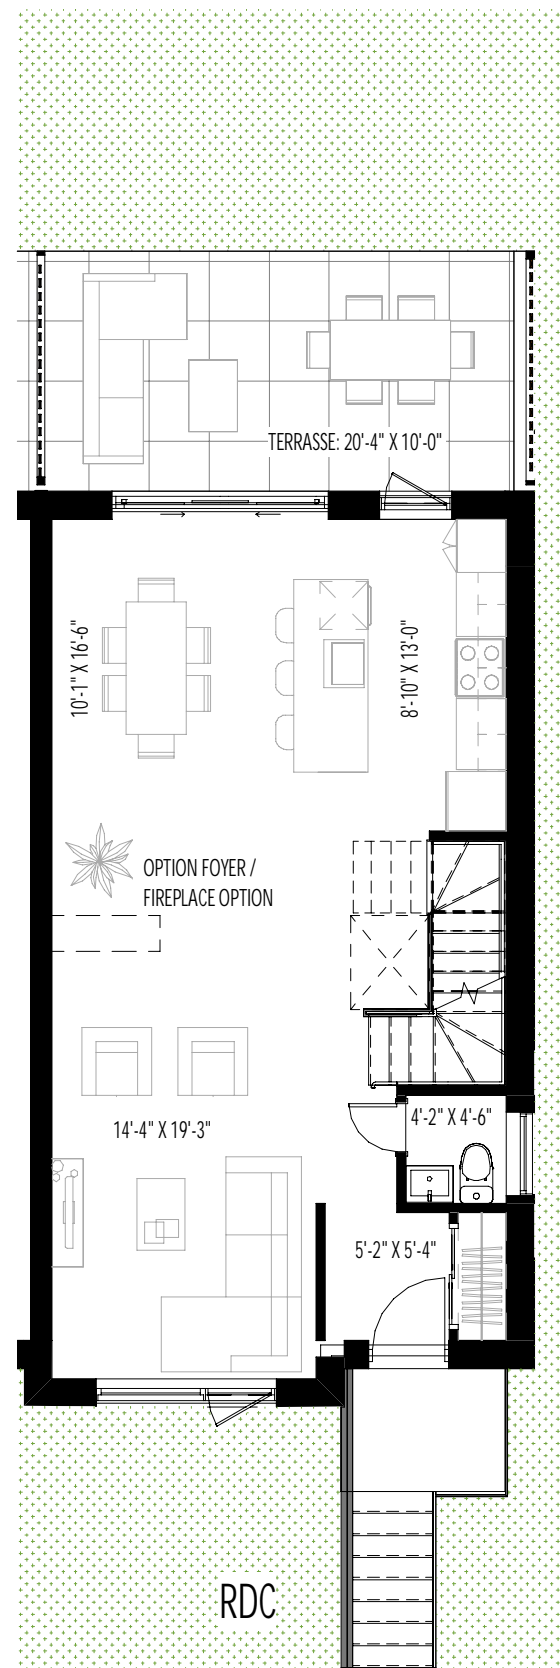 TERRASSE: 20'-4" X 10'-0"
10'-1" X 16'-6"
8'-10" X 13'-0"
OPTION FOYER /
FIREPLACE OPTION
4'-2" X 4'-6"
14'-4" X 19'-3"
5'-2" X 5'-4"
RDC